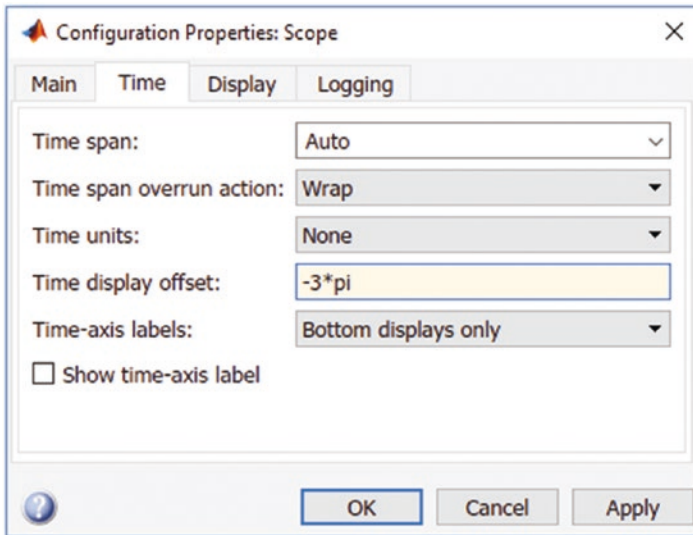 Configuration Properties: Scope
Main Time Display Logging
Time span: Auto
Time span overrun action: Wrap
Time units: None
Time display offset: -3*pi
Time-axis labels: Bottom displays only
Show time-axis label
? OK Cancel Apply